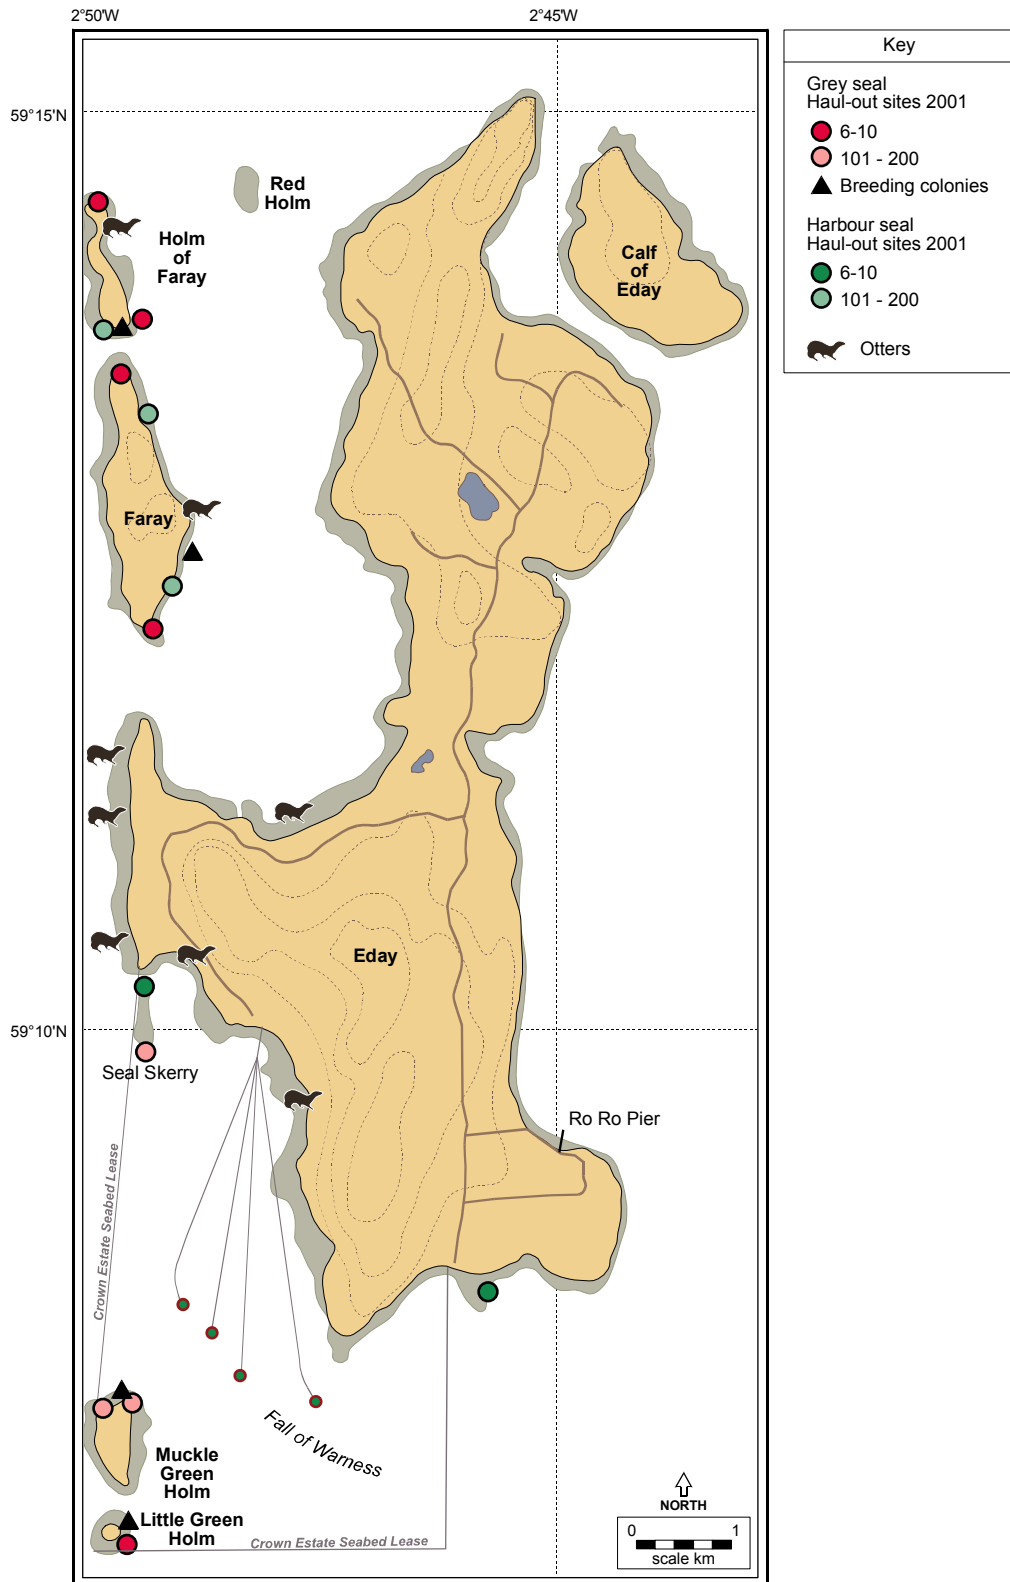 2°50'W
2°45'W
59°15'N
59°10'N
Key
Grey seal
Haul-out sites 2001
6-10
101 - 200
Breeding colonies
Harbour seal
Haul-out sites 2001
6-10
101 - 200
Otters
Red
Holm
Holm
of
Faray
Calf
of
Eday
Faray
Eday
Seal Skerry
Ro Ro Pier
Crown Estate Seabed Lease
Fall of Warness
Muckle
Green
Holm
Little Green
Holm
Crown Estate Seabed Lease
NORTH
0 1
scale km